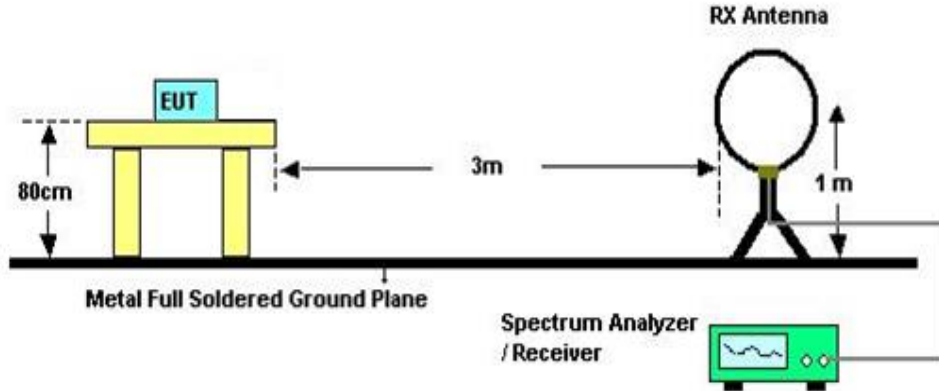 RX Antenna
EUT
80cm
3m
1 m
Metal Full Soldered Ground Plane
Spectrum Analyzer
/ Receiver